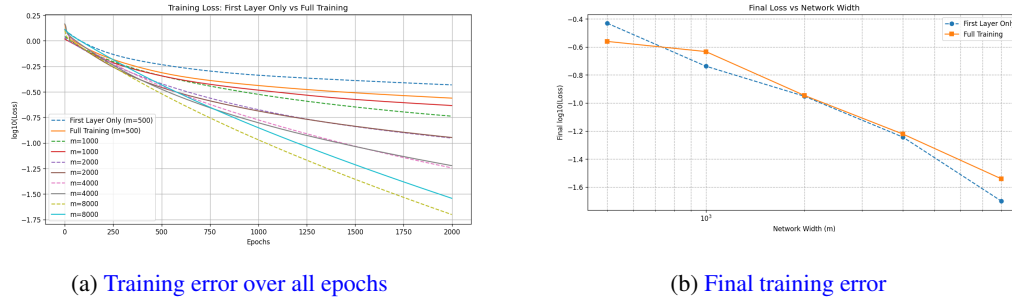 Training Loss: First Layer Only vs Full Training
0.25
0.00
−0.25
−0.50
−0.75
−1.00
−1.25
−1.50
−1.75
log10(Loss)
First Layer Only (m=500)
Full Training (m=500)
m=1000
m=1000
m=2000
m=2000
m=4000
m=4000
m=8000
m=8000
0
250
500
750
1000
1250
1500
1750
2000
Epochs
(a) Training error over all epochs
Final Loss vs Network Width
−0.4
−0.6
−0.8
−1.0
−1.2
−1.4
−1.6
Final log10(Loss)
First Layer Only
Full Training
10³
Network Width (m)
(b) Final training error